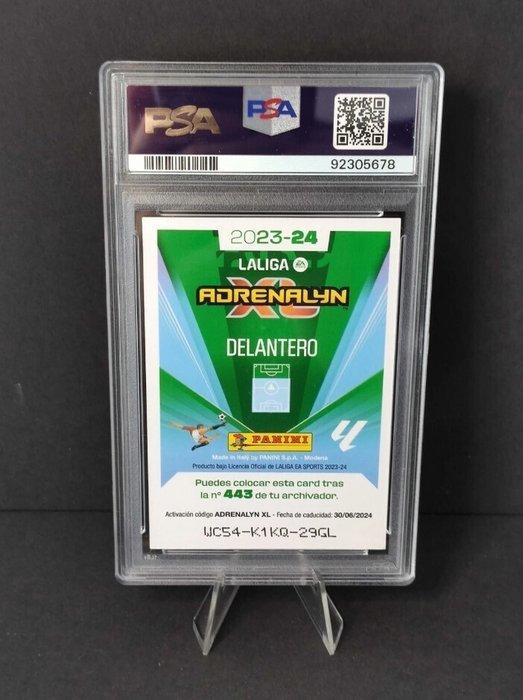 PSA
PSA
92305678
2023-24
LALIGA EA
ADRENALYN
XL
DELANTERO
PANINI
Made in Italy by PANINI S.p.A. - Modena
Producto bajo Licencia Oficial de LALIGA EA SPORTS 2023-24
Puedes colocar esta card tras
la nº 443 de tu archivador.
Activación código ADRENALYN XL - Fecha de caducidad: 30/06/2024
WC54-K1KQ-29GL